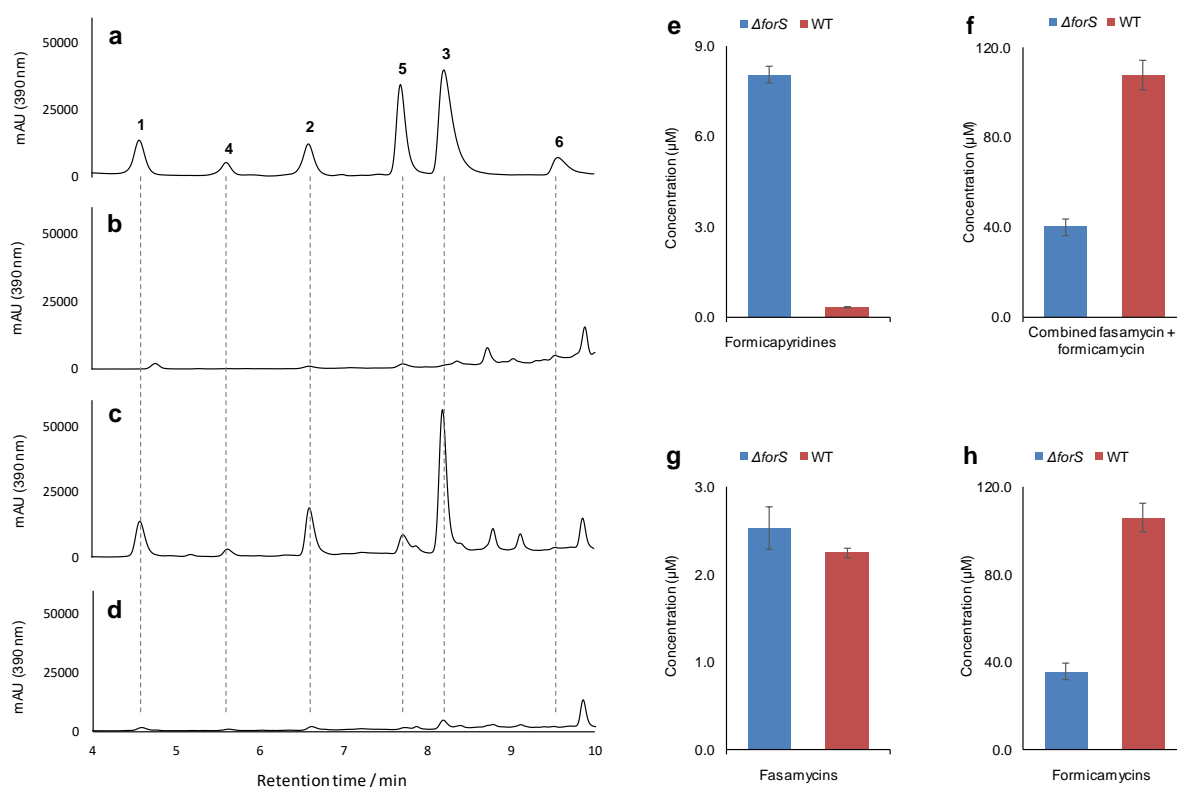 a
mAU (390 nm)
50000
25000
0
1
4
2
5
3
6
b
mAU (390 nm)
50000
25000
0
c
mAU (390 nm)
50000
25000
0
d
mAU (390 nm)
50000
25000
0
4 5 6 7 8 9 10
Retention time / min
e
ΔforS WT
Concentration (µM)
9.0
6.0
3.0
0.0
Formicapyridines
f
ΔforS WT
Concentration (µM)
120.0
80.0
40.0
0.0
Combined fasamycin +
formicamycin
g
ΔforS WT
Concentration (µM)
3.0
2.0
1.0
0.0
Fasamycins
h
ΔforS WT
Concentration (µM)
120.0
80.0
40.0
0.0
Formicamycins